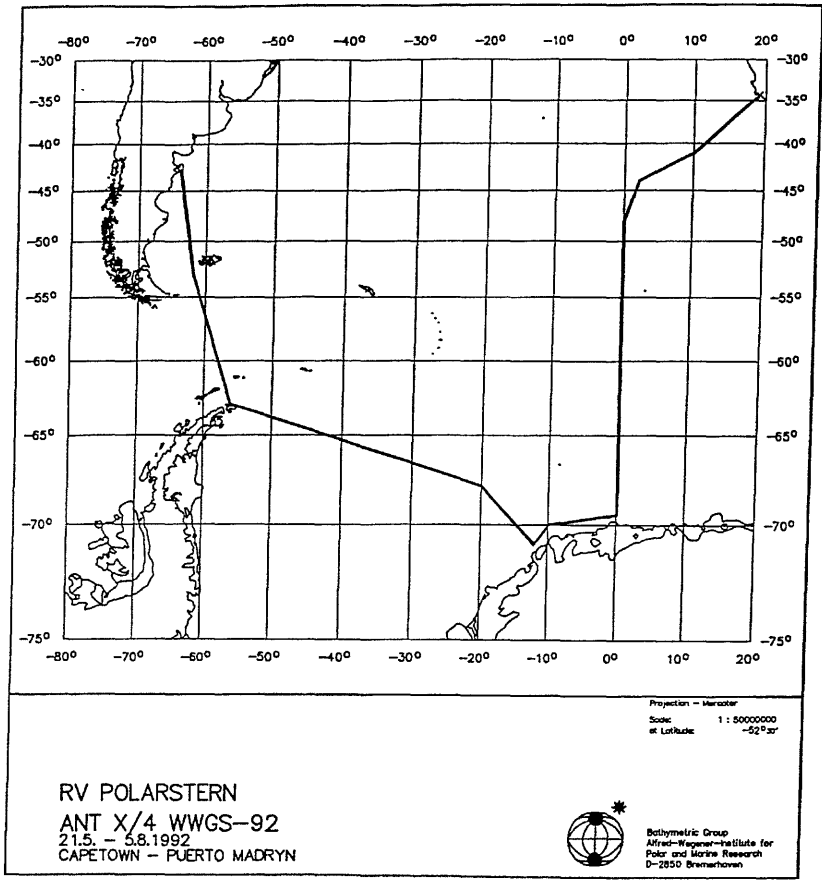 -80° -70° -60° -50° -40° -30° -20° -10° 0° 10° 20°
-30° -30°
-35° -35°
-40° -40°
-45° -45°
-50° -50°
-55° -55°
-60° -60°
-65° -65°
-70° -70°
-75° -75°
-80° -70° -60° -50° -40° -30° -20° -10° 0° 10° 20°
Projection - Mercator
Scale: 1 : 50000000
at Latitude: -52°30'
RV POLARSTERN
ANT X/4 WWGS-92
21.5. - 5.8.1992
CAPETOWN - PUERTO MADRYN
Bathymetric Group
Alfred-Wegener-Institute for
Polar and Marine Research
D-2850 Bremerhaven